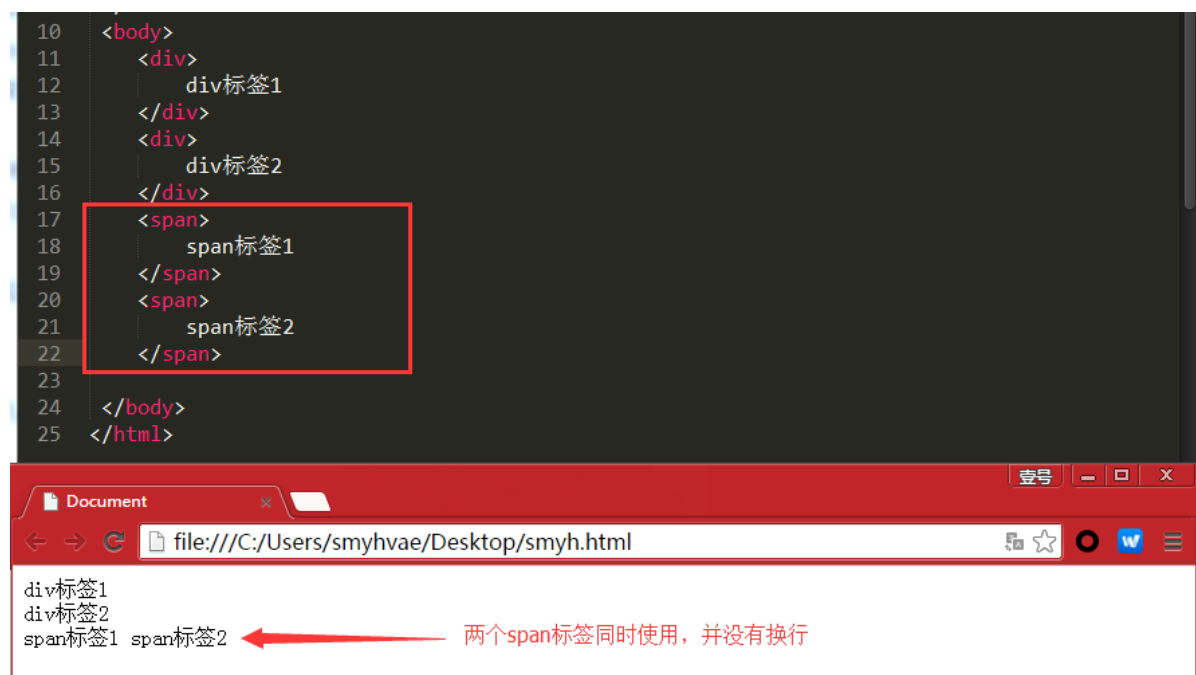 10 <body>
11 <div>
12 div标签1
13 </div>
14 <div>
15 div标签2
16 </div>
17 <span>
18 span标签1
19 </span>
20 <span>
21 span标签2
22 </span>
23
24 </body>
25 </html>
壹号
Document
file:///C:/Users/smyhvae/Desktop/smyh.html
div标签1
div标签2
span标签1 span标签2
两个span标签同时使用，并没有换行